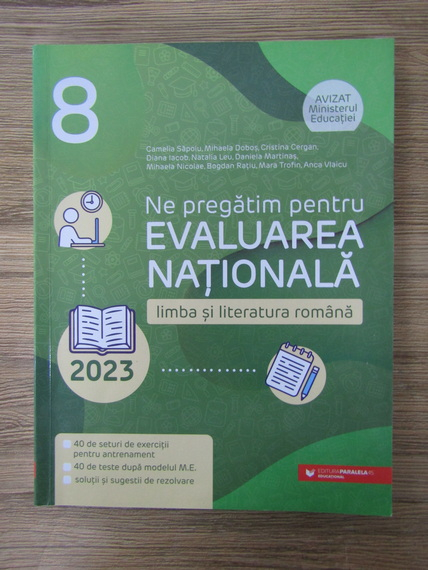 8
AVIZAT
Ministerul
Educației
Camelia Săpoiu, Mihaela Doboș, Cristina Cergan,
Diana Iacob, Natalia Leu, Daniela Martinaș,
Mihaela Nicolae, Bogdan Rațiu, Mara Trofin, Anca Vlaicu
Ne pregătim pentru
EVALUAREA
NAȚIONALĂ
limba și literatura română
2023
40 de seturi de exerciții
pentru antrenament
40 de teste după modelul M.E.
soluții și sugestii de rezolvare
EDITURA PARALELA 45
EDUCAȚIONAL